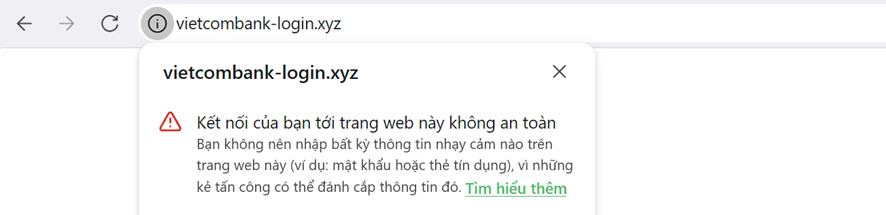 vietcombank-login.xyz
vietcombank-login.xyz
Kết nối của bạn tới trang web này không an toàn
Bạn không nên nhập bất kỳ thông tin nhạy cảm nào trên
trang web này (ví dụ: mật khẩu hoặc thẻ tín dụng), vì những
kẻ tấn công có thể đánh cắp thông tin đó. Tìm hiểu thêm